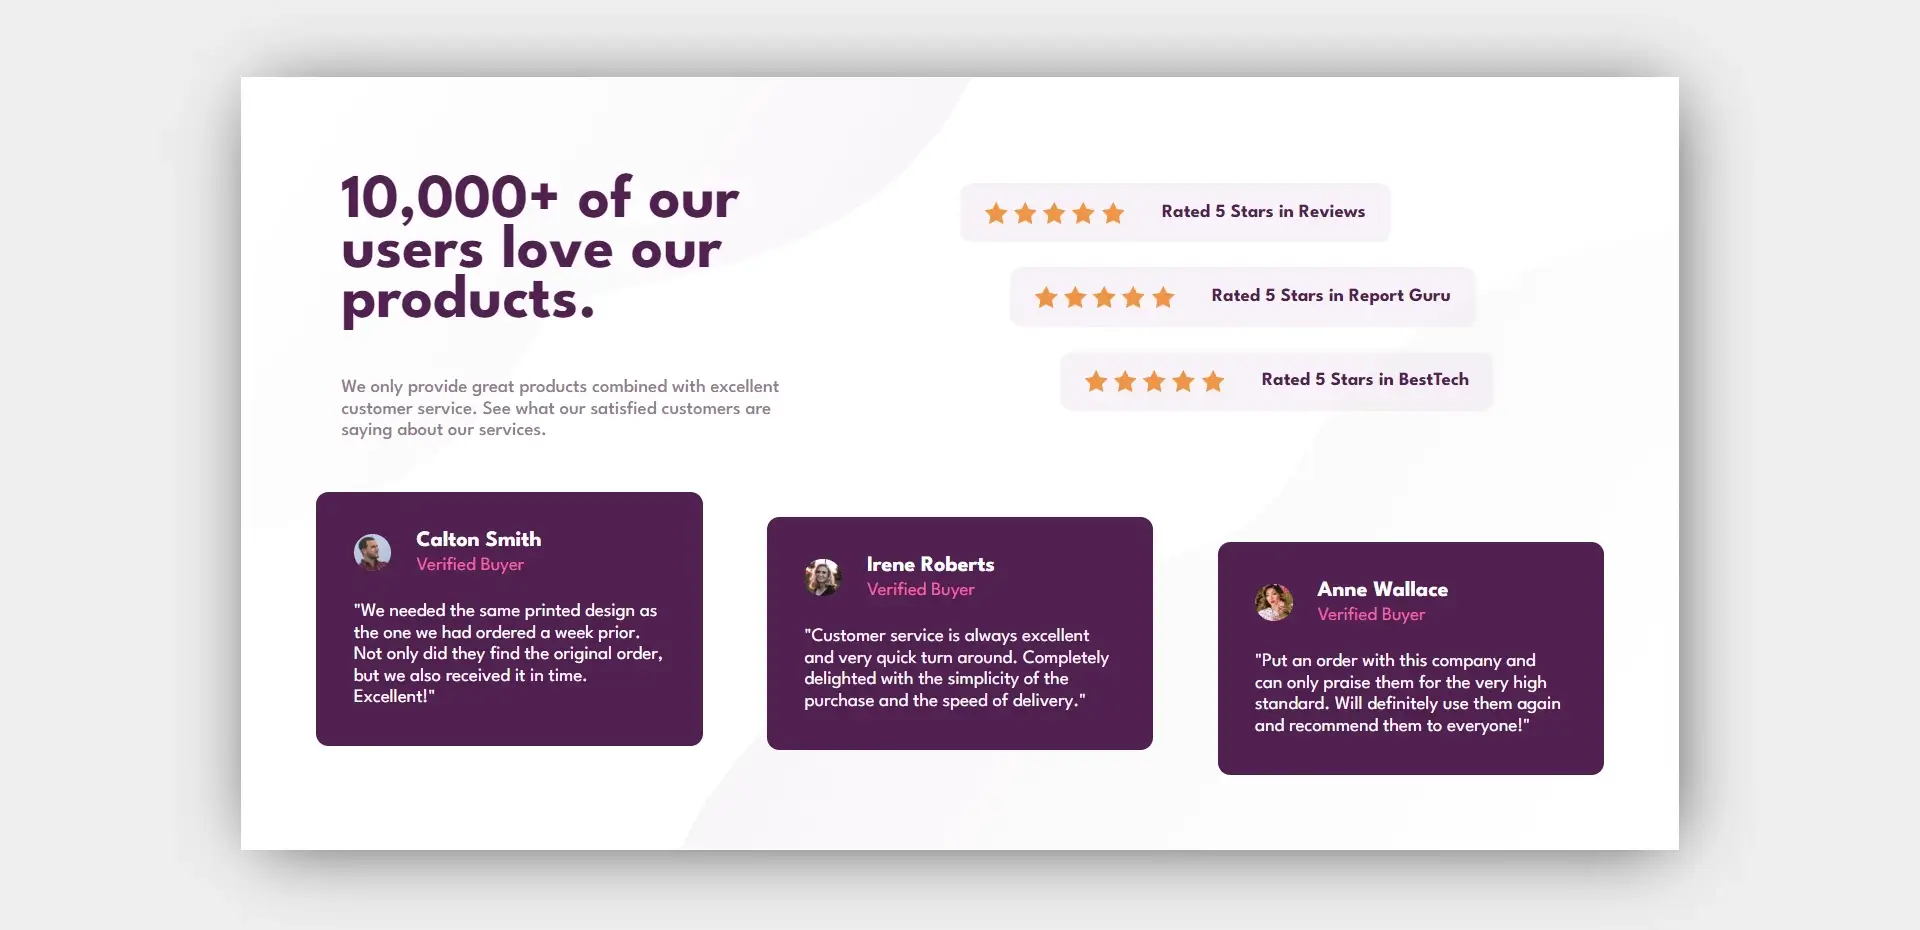 10,000+ of our
users love our
products.
We only provide great products combined with excellent
customer service. See what our satisfied customers are
saying about our services.
Rated 5 Stars in Reviews
Rated 5 Stars in Report Guru
Rated 5 Stars in BestTech
Calton Smith
Verified Buyer
"We needed the same printed design as
the one we had ordered a week prior.
Not only did they find the original order,
but we also received it in time.
Excellent!"
Irene Roberts
Verified Buyer
"Customer service is always excellent
and very quick turn around. Completely
delighted with the simplicity of the
purchase and the speed of delivery."
Anne Wallace
Verified Buyer
"Put an order with this company and
can only praise them for the very high
standard. Will definitely use them again
and recommend them to everyone!"